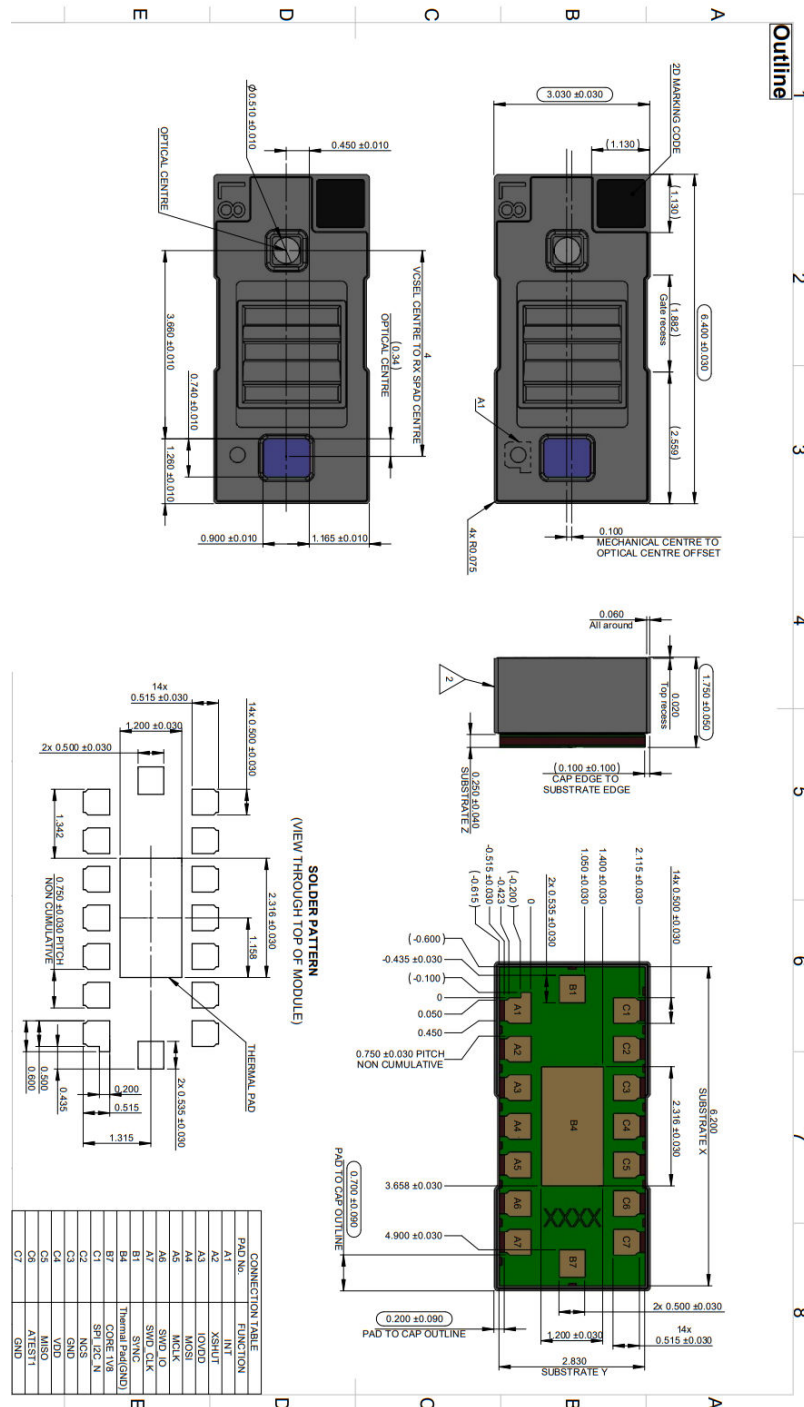 Outline
1
2
3
4
5
6
7
8
A
B
C
D
E
2D MARKING CODE
3.030 ±0.030
(1.130)
(1.130)
6.400 ±0.030
(1.882)
Gate recess
(2.559)
A1
4x R0.075
0.100
MECHANICAL CENTRE TO
OPTICAL CENTRE OFFSET
L8
Ø0.510 ±0.010
OPTICAL CENTRE
0.450 ±0.010
4
VCSEL CENTRE TO RX SPAD CENTRE
(0.34)
OPTICAL CENTRE
3.660 ±0.010
0.740 ±0.010
1.260 ±0.010
0.900 ±0.010
1.165 ±0.010
L8
0.060
All around
1.750 ±0.050
0.020
Top recess
2
(0.100 ±0.100)
CAP EDGE TO
SUBSTRATE EDGE
0.250 ±0.040
SUBSTRATE Z
2.115 ±0.030
1.400 ±0.030
1.050 ±0.030
2x 0.535 ±0.030
0
(-0.200)
-0.423
-0.515 ±0.030
(-0.615)
14x 0.500 ±0.030
(-0.600)
-0.435 ±0.030
(-0.100)
0
0.050
0.450
0.750 ±0.030 PITCH
NON CUMULATIVE
3.658 ±0.030
4.900 ±0.030
6.200
SUBSTRATE X
2.316 ±0.030
C1
C2
C3
C4
C5
C6
C7
B1
B4
XXXX
B7
A1
A2
A3
A4
A5
A6
A7
0.700 ±0.090
PAD TO CAP OUTLINE
0.200 ±0.090
PAD TO CAP OUTLINE
2x 0.500 ±0.030
1.200 ±0.030
14x
0.515 ±0.030
2.830
SUBSTRATE Y
14x
0.515 ±0.030
1.200 ±0.030
2x 0.500 ±0.030
14x 0.500 ±0.030
1.342
0.750 ±0.030 PITCH
NON CUMULATIVE
2.316 ±0.030
1.158
SOLDER PATTERN
(VIEW THROUGH TOP OF MODULE)
THERMAL PAD
2x 0.535 ±0.030
0.200
0.515
0.435
0.500
0.600
1.315
CONNECTION TABLE
PAD No. FUNCTION
A1 INT
A2 XSHUT
A3 IOVDD
A4 MOSI
A5 MCLK
A6 SWD_IO
A7 SWD_CLK
B1 SYNC
B4 Thermal Pad(GND)
B7 CORE 1V8
C1 SPI_I2C_N
C2 NCS
C3 GND
C4 VDD
C5 MISO
C6 ATEST1
C7 GND
A
B
C
D
E